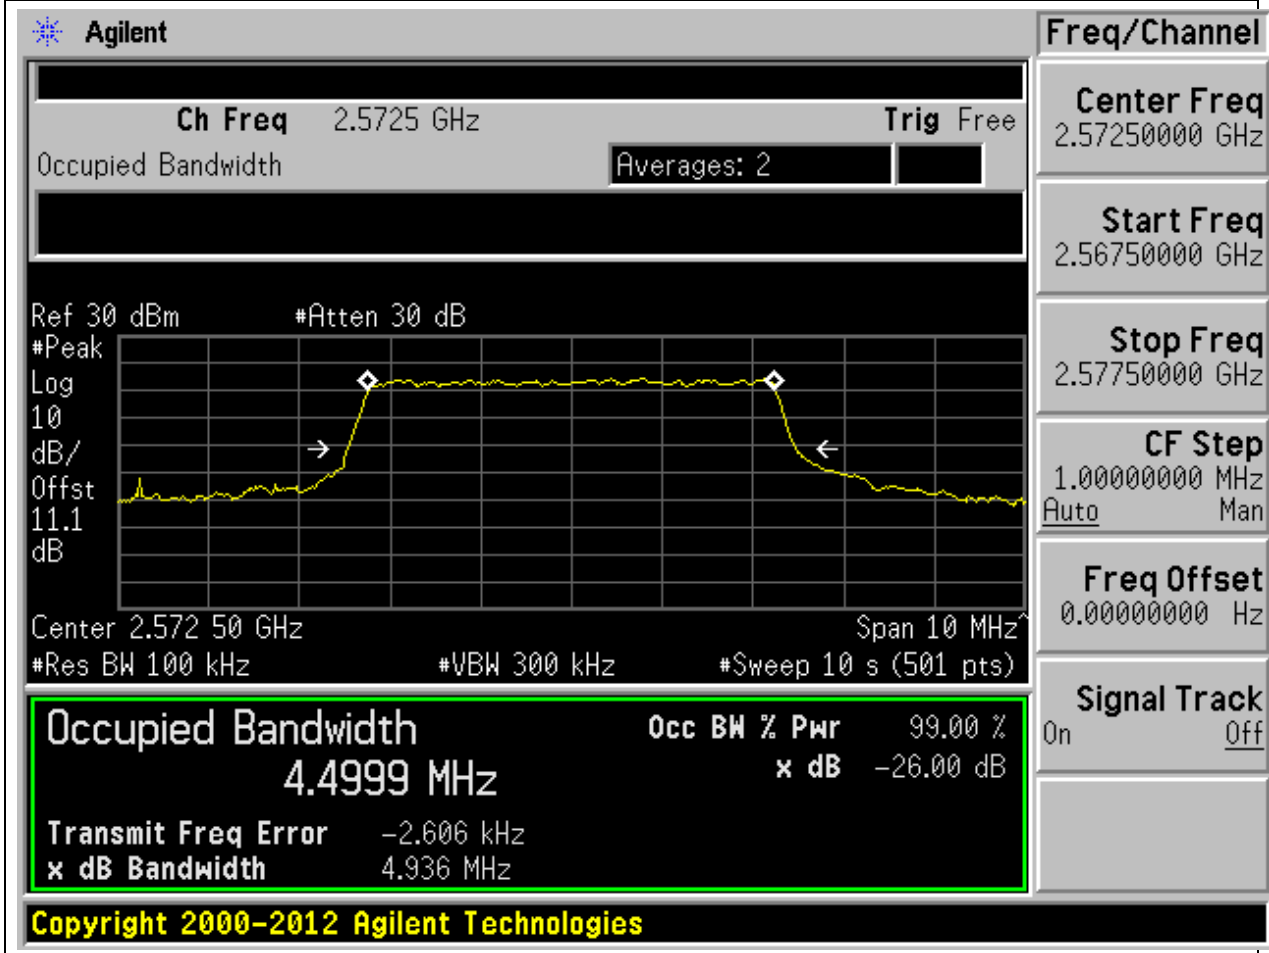 Agilent
Freq/Channel
Ch Freq 2.5725 GHz Trig Free
Occupied Bandwidth Averages: 2
Center Freq
2.57250000 GHz
Start Freq
2.56750000 GHz
Stop Freq
2.57750000 GHz
CF Step
1.00000000 MHz
Auto Man
Freq Offset
0.00000000 Hz
Signal Track
On Off
Ref 30 dBm #Atten 30 dB
#Peak
Log
10
dB/
Offst
11.1
dB
Center 2.572 50 GHz Span 10 MHz^
#Res BW 100 kHz #VBW 300 kHz #Sweep 10 s (501 pts)
Occupied Bandwidth Occ BW % Pwr 99.00 %
4.4999 MHz x dB -26.00 dB
Transmit Freq Error -2.606 kHz
x dB Bandwidth 4.936 MHz
Copyright 2000-2012 Agilent Technologies